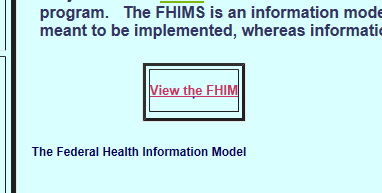 program. The FHIMS is an information mode
meant to be implemented, whereas informatio
View the FHIM
The Federal Health Information Model